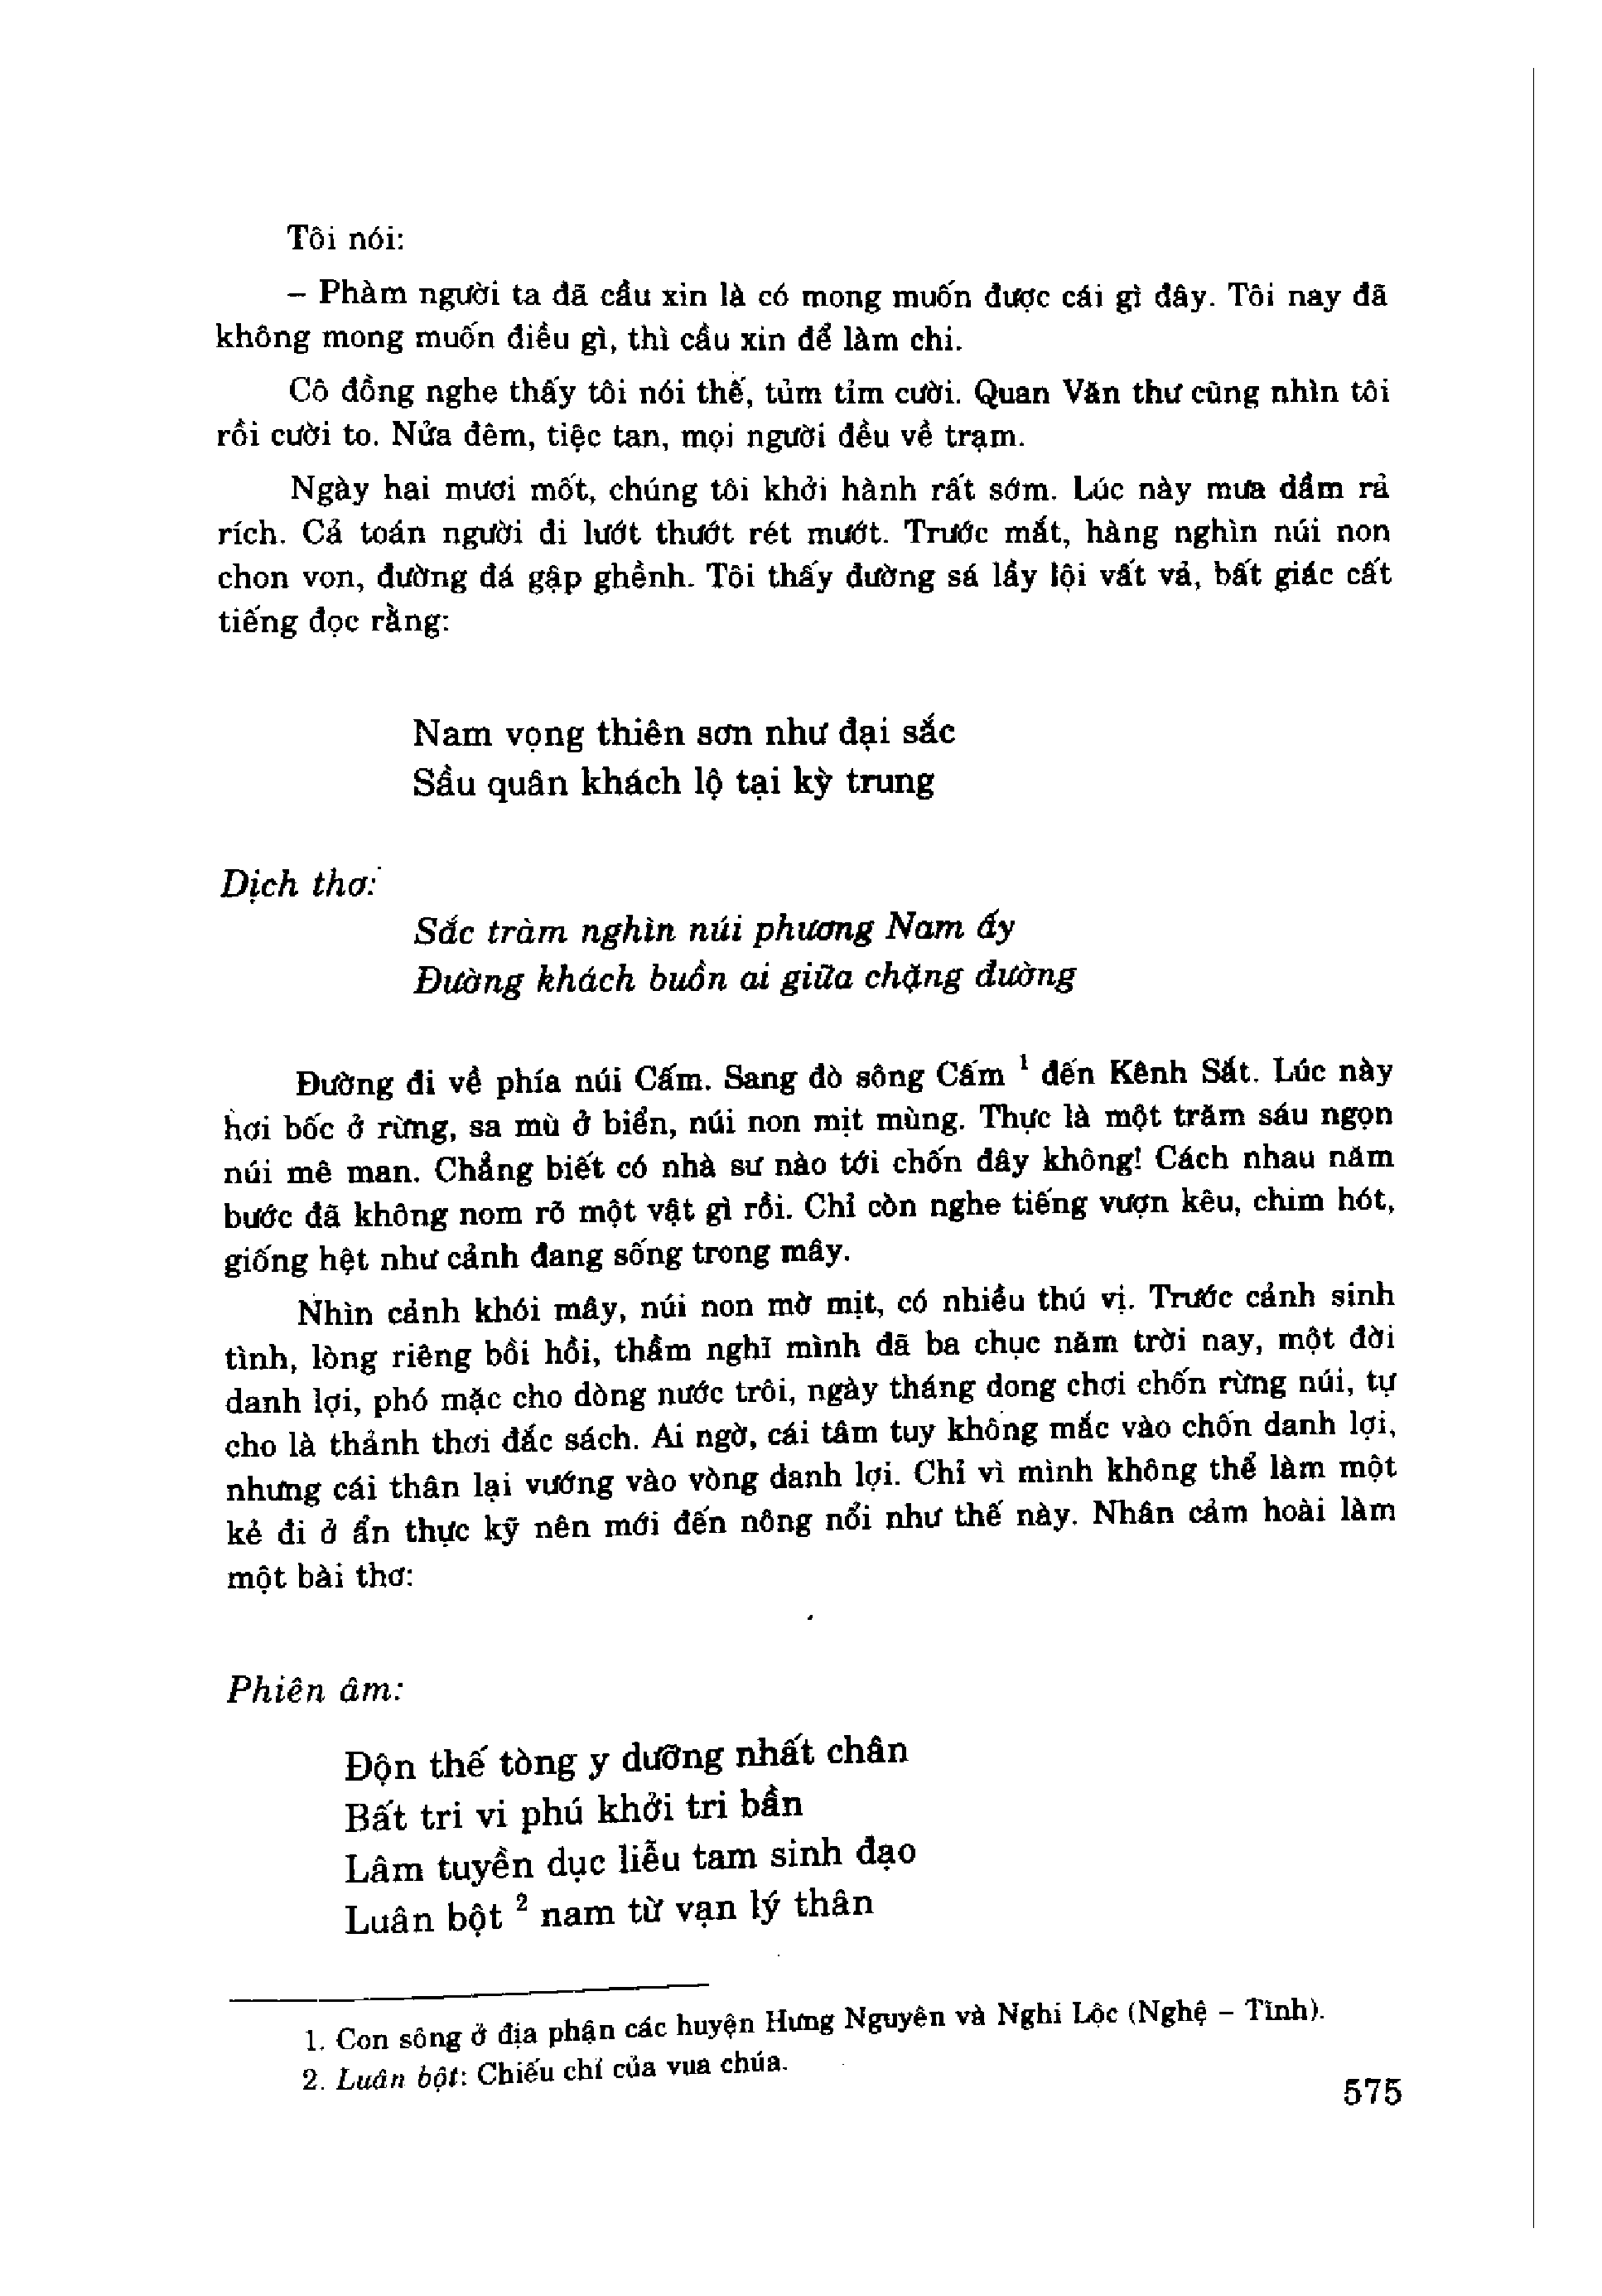 Tôi nói:
– Phàm người ta đã cầu xin là có mong muốn được cái gì đây. Tôi nay đã
không mong muốn điều gì, thì cầu xin để làm chi.
Cô đồng nghe thấy tôi nói thế, tủm tỉm cười. Quan Văn thư cũng nhìn tôi
rồi cười to. Nửa đêm, tiệc tan, mọi người đều về trạm.
Ngày hai mươi mốt, chúng tôi khởi hành rất sớm. Lúc này mưa dầm rả
rích. Cả toán người đi lướt thướt rét mướt. Trước mắt, hàng nghìn núi non
chon von, đường đá gập ghềnh. Tôi thấy đường sá lầy lội vất vả, bất giác cất
tiếng đọc rằng:
Nam vọng thiên sơn như đại sắc
Sầu quân khách lộ tại kỳ trung
Dịch thơ:
Sắc tràm nghìn núi phương Nam ấy
Đường khách buồn ai giữa chặng đường
Đường đi về phía núi Cấm. Sang đò sông Cấm 1 đến Kênh Sắt. Lúc này
hơi bốc ở rừng, sa mù ở biển, núi non mịt mùng. Thực là một trăm sáu ngọn
núi mê man. Chẳng biết có nhà sư nào tới chốn đây không! Cách nhau năm
bước đã không nom rõ một vật gì rồi. Chỉ còn nghe tiếng vượn kêu, chim hót,
giống hệt như cảnh đang sống trong mây.
Nhìn cảnh khói mây, núi non mờ mịt, có nhiều thú vị. Trước cảnh sinh
tình, lòng riêng bồi hồi, thầm nghĩ mình đã ba chục năm trời nay, một đời
danh lợi, phó mặc cho dòng nước trôi, ngày tháng dong chơi chốn rừng núi, tự
cho là thảnh thơi đắc sách. Ai ngờ, cái tâm tuy không mắc vào chốn danh lợi,
nhưng cái thân lại vướng vào vòng danh lợi. Chỉ vì mình không thể làm một
kẻ đi ở ẩn thực kỹ nên mới đến nông nổi như thế này. Nhân cảm hoài làm
một bài thơ:
Phiên âm:
Độn thế tòng y dưỡng nhất chân
Bất tri vi phú khởi tri bần
Lâm tuyền dục liễu tam sinh đạo
Luân bột 2 nam từ vạn lý thân
1. Con sông ở địa phận các huyện Hưng Nguyên và Nghi Lộc (Nghệ – Tĩnh).
2. Luân bột: Chiếu chỉ của vua chúa.
575